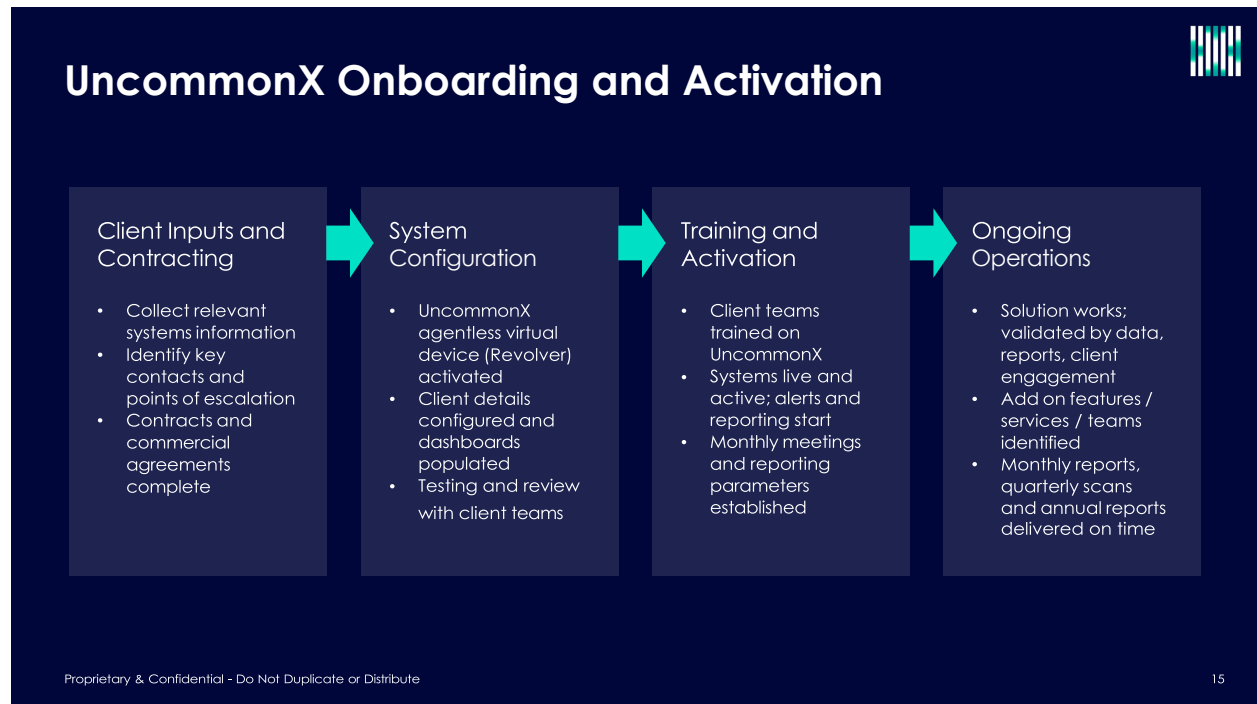 UncommonX Onboarding and Activation
Client Inputs and
Contracting
• Collect relevant
systems information
• Identify key
contacts and
points of escalation
• Contracts and
commercial
agreements
complete
System
Configuration
• UncommonX
agentless virtual
device (Revolver)
activated
• Client details
configured and
dashboards
populated
• Testing and review
with client teams
Training and
Activation
• Client teams
trained on
UncommonX
• Systems live and
active; alerts and
reporting start
• Monthly meetings
and reporting
parameters
established
Ongoing
Operations
• Solution works;
validated by data,
reports, client
engagement
• Add on features /
services / teams
identified
• Monthly reports,
quarterly scans
and annual reports
delivered on time
Proprietary & Confidential - Do Not Duplicate or Distribute
15